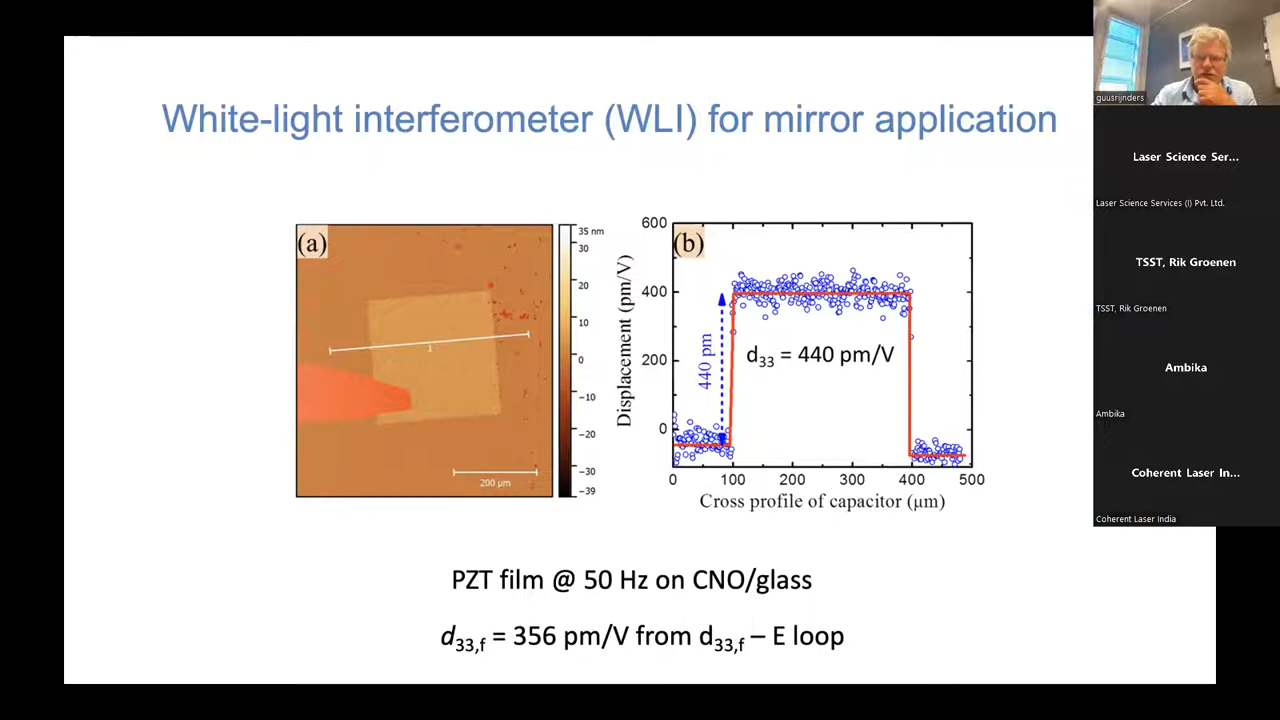 White-light interferometer (WLI) for mirror application
(a)
35 nm
30
20
10
0
−10
−20
−30
−39
1
200 µm
(b)
Displacement (pm/V)
600
400
200
0
440 pm
d33 = 440 pm/V
0 100 200 300 400 500
Cross profile of capacitor (µm)
PZT film @ 50 Hz on CNO/glass
d33,f = 356 pm/V from d33,f – E loop
guusrijnders
Laser Science Ser...
Laser Science Services (I) Pvt. Ltd.
TSST, Rik Groenen
TSST, Rik Groenen
Ambika
Ambika
Coherent Laser In...
Coherent Laser India